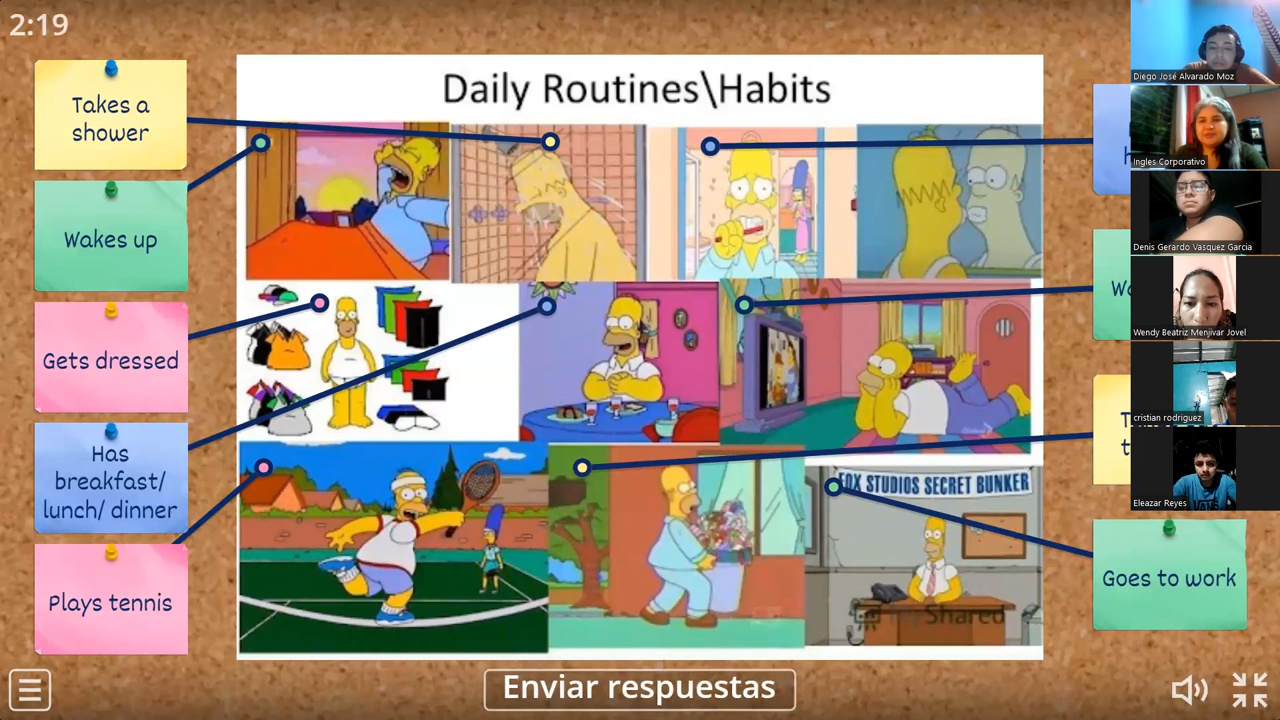 2:19
Daily Routines\Habits
Takes a
shower
Wakes up
Gets dressed
Has
breakfast/
lunch/ dinner
Plays tennis
FOX STUDIOS SECRET BUNKER
Shared
Goes to work
Enviar respuestas
Diego José Alvarado Moz
Ingles Corporativo
Denis Gerardo Vasquez Garcia
Wendy Beatriz Menjivar Jovel
cristian rodriguez
Eleazar Reyes